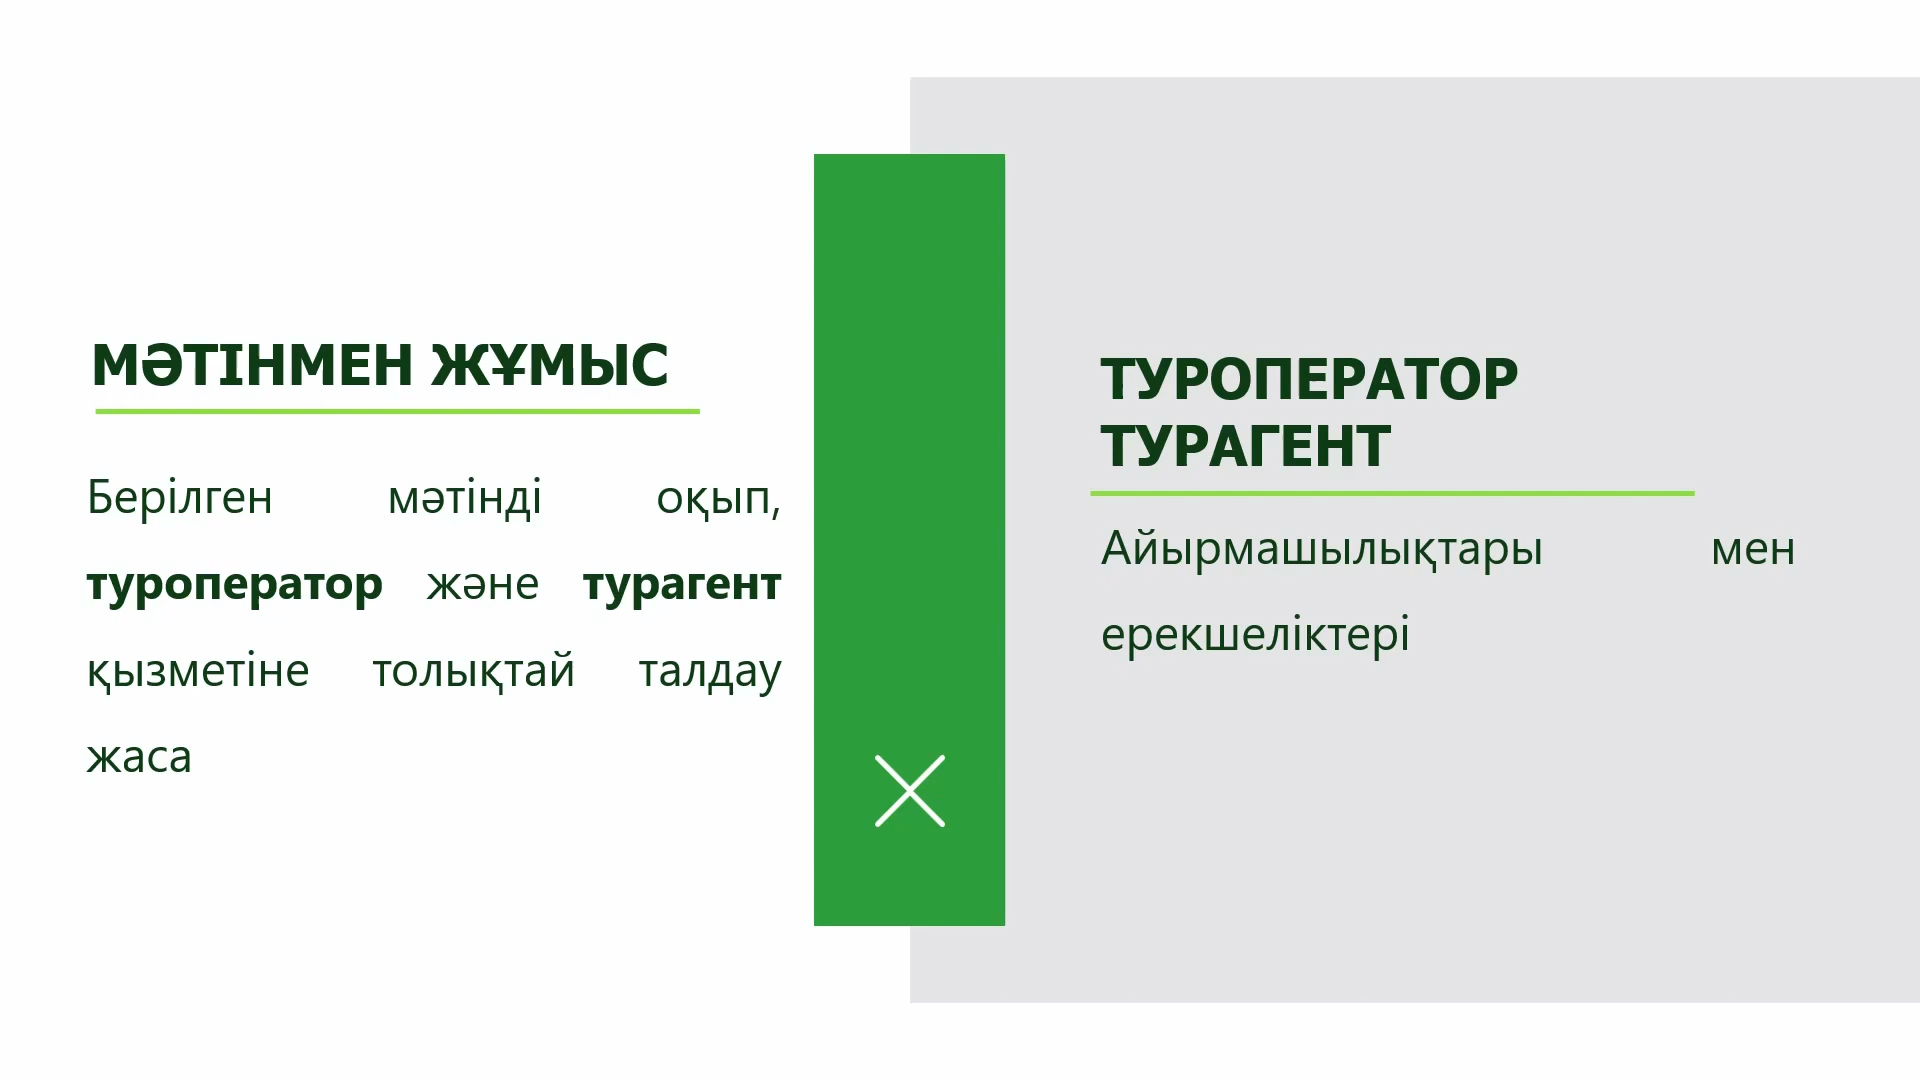 МӘТІНМЕН ЖҰМЫС
Берілген мәтінді оқып,
туроператор және турагент
қызметіне толықтай талдау
жаса
ТУРОПЕРАТОР
ТУРАГЕНТ
Айырмашылықтары мен
ерекшеліктері